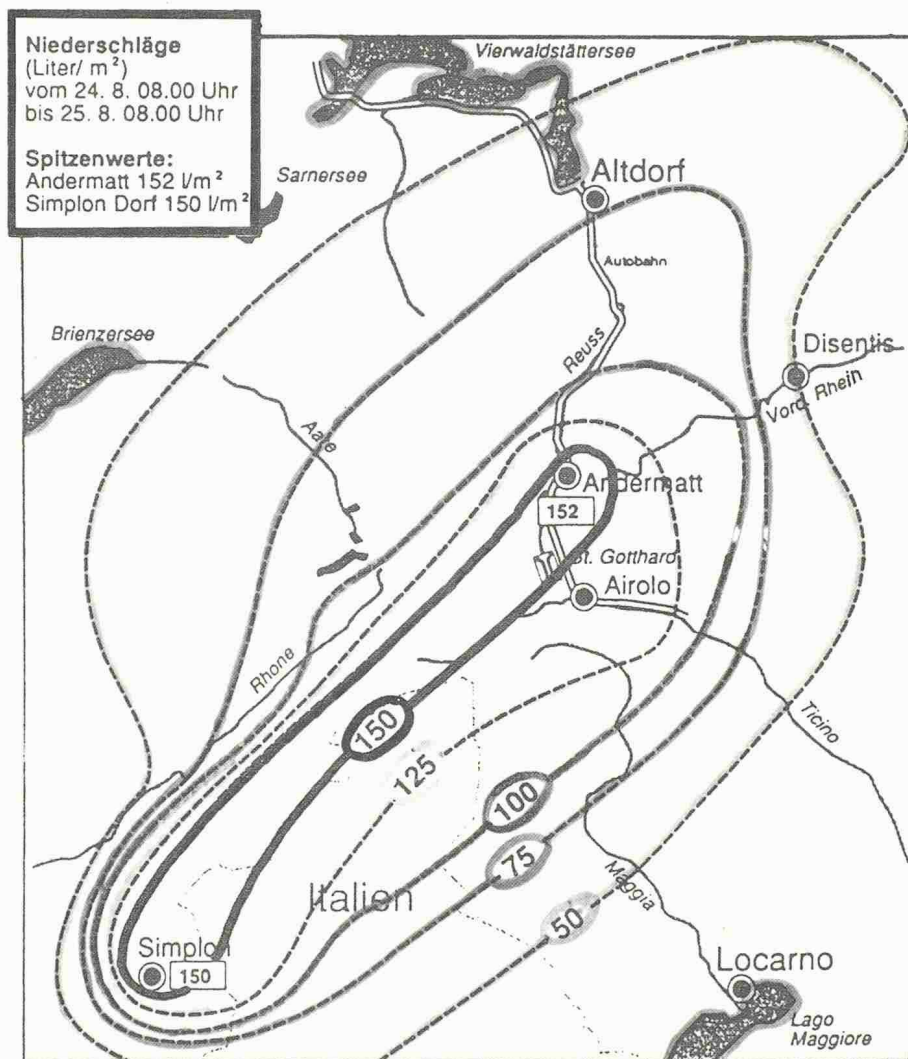 Niederschläge
(Liter/ m²)
vom 24. 8. 08.00 Uhr
bis 25. 8. 08.00 Uhr
Spitzenwerte:
Andermatt 152 l/m²
Simplon Dorf 150 l/m²
Vierwaldstättersee
Sarnersee
Altdorf
Autobahn
Brienzersee
Reuss
Disentis
Vord. Rhein
Aare
Andermatt
152
St. Gotthard
Airolo
Rhone
150
Ticino
125
100
75
Maggia
Italien
50
Simplon
150
Locarno
Lago
Maggiore